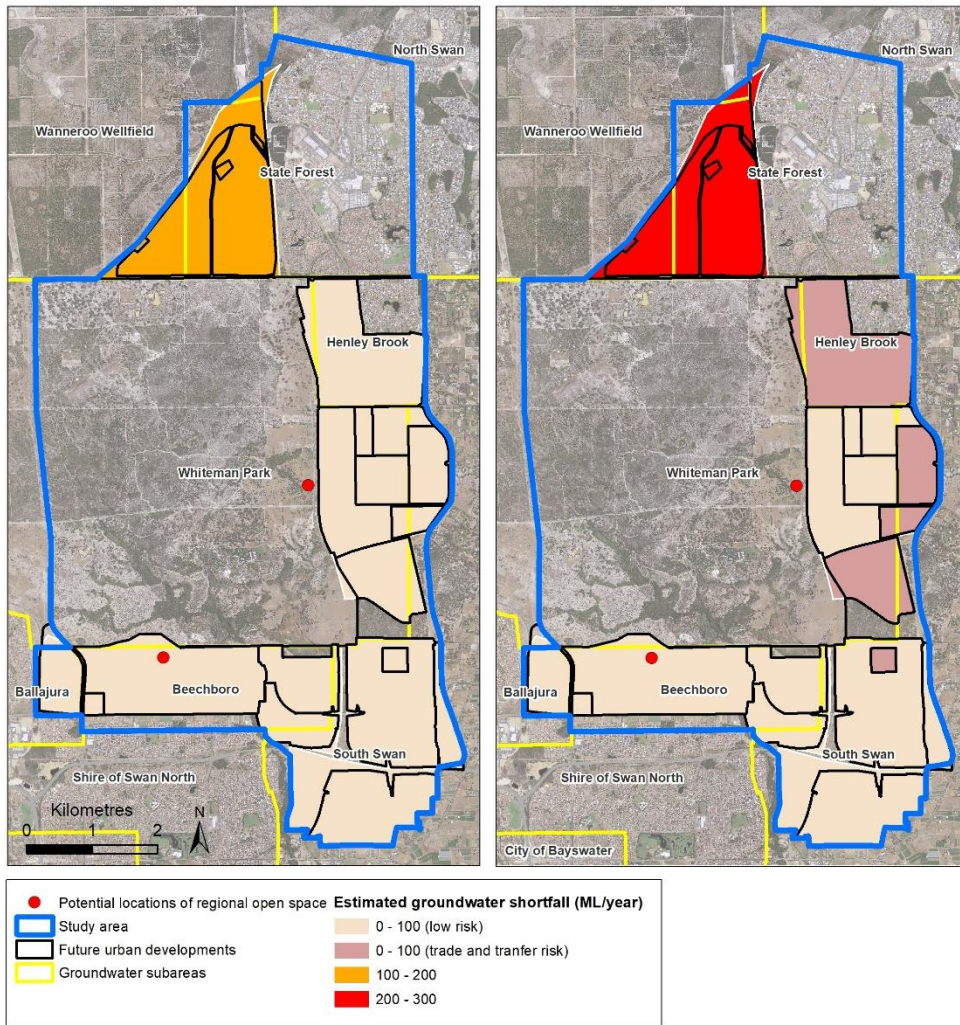 North Swan
Wanneroo Wellfield
State Forest
Henley Brook
Whiteman Park
Ballajura
Beechboro
South Swan
Shire of Swan North
Kilometres
0 1 2
N
North Swan
Wanneroo Wellfield
State Forest
Henley Brook
Whiteman Park
Ballajura
Beechboro
South Swan
Shire of Swan North
City of Bayswater
Potential locations of regional open space
Study area
Future urban developments
Groundwater subareas
Estimated groundwater shortfall (ML/year)
0 - 100 (low risk)
0 - 100 (trade and tranfer risk)
100 - 200
200 - 300